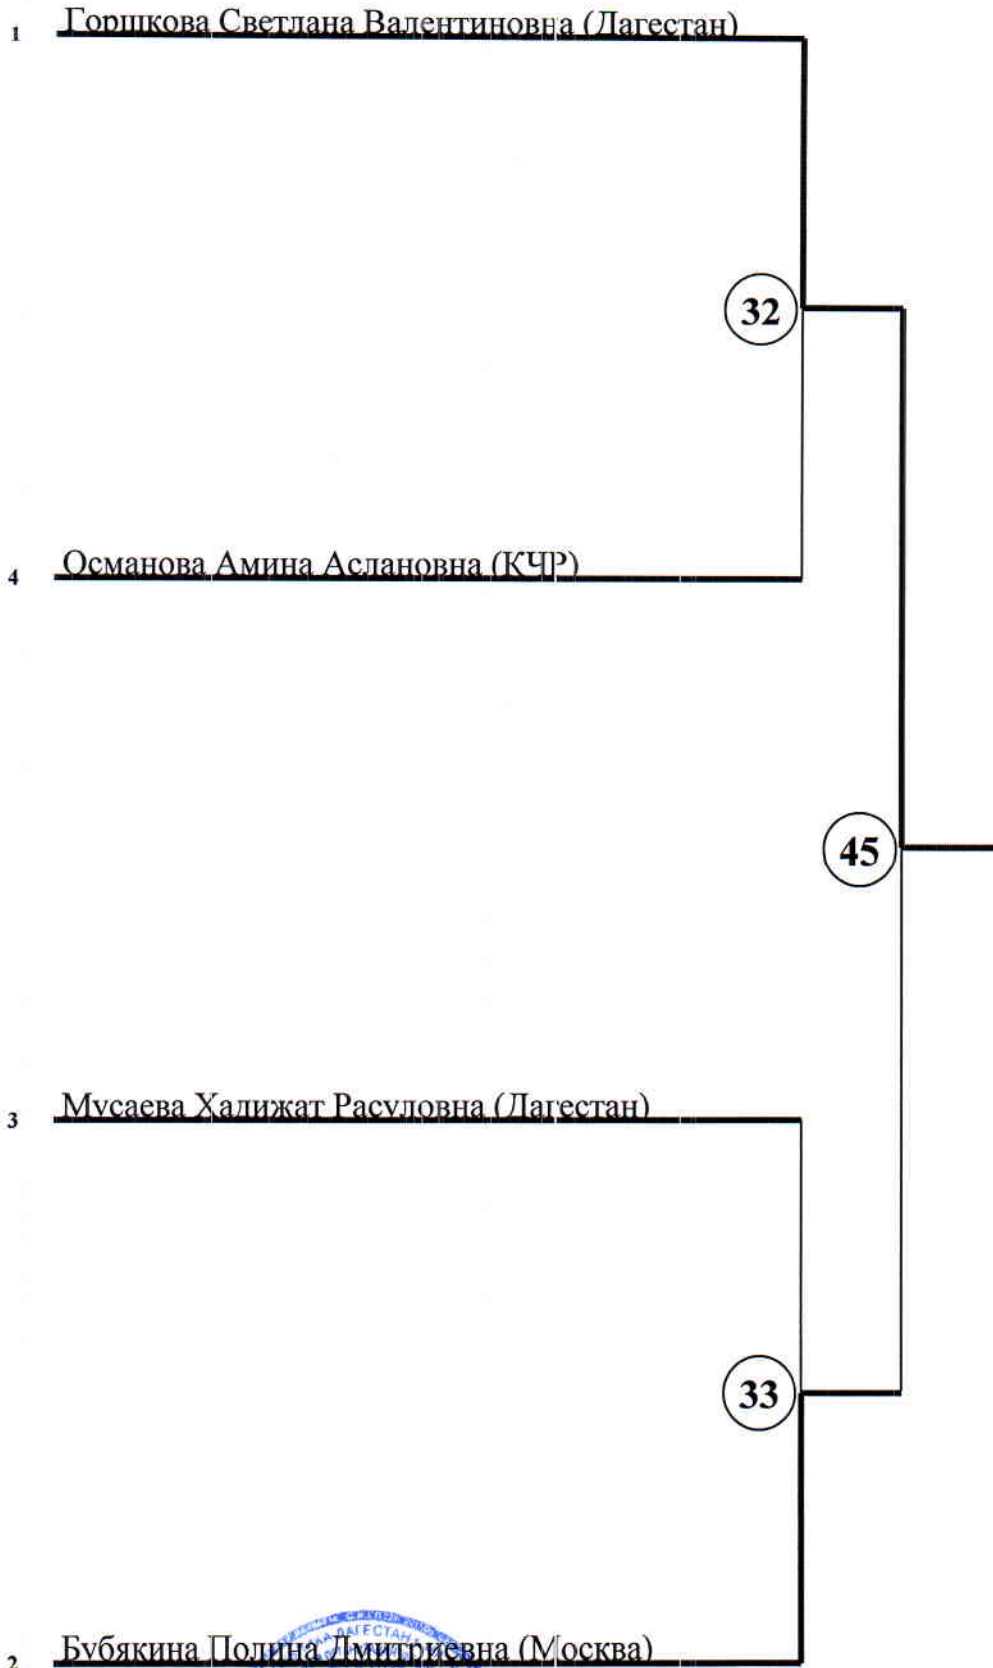 1 Горшкова Светлана Валентиновна (Дагестан)
32
4 Османова Амина Аслановна (КЧР)
45
3 Мусаева Халижат Расуловна (Дагестан)
33
ДАГЕСТАН
2 Бубякина Полина Дмитриевна (Москва)